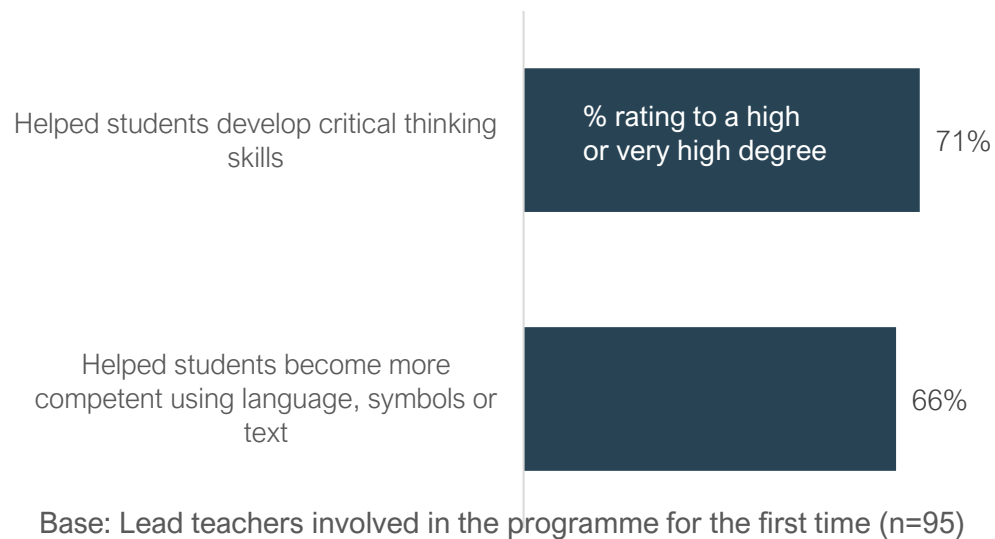 Helped students develop critical thinking
skills
% rating to a high
or very high degree
71%
Helped students become more
competent using language, symbols or
text
66%
Base: Lead teachers involved in the programme for the first time (n=95)